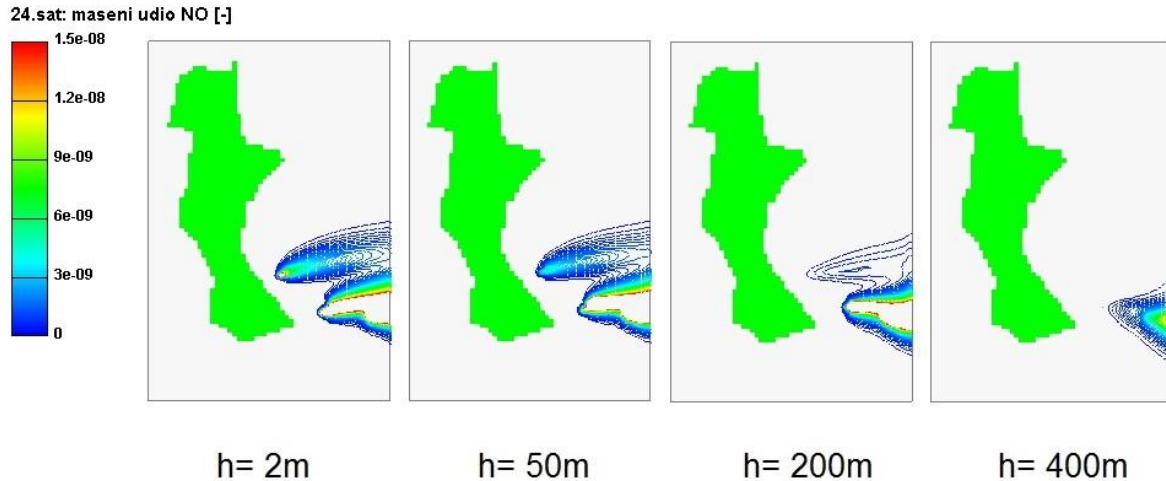 24.sat: maseni udio NO [-]
1.5e-08
1.2e-08
9e-09
6e-09
3e-09
0
h= 2m
h= 50m
h= 200m
h= 400m